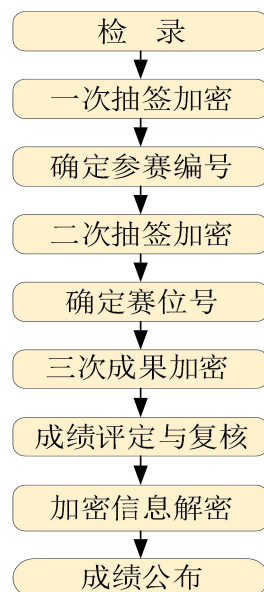 检 录
一次抽签加密
确定参赛编号
二次抽签加密
确定赛位号
三次成果加密
成绩评定与复核
加密信息解密
成绩公布